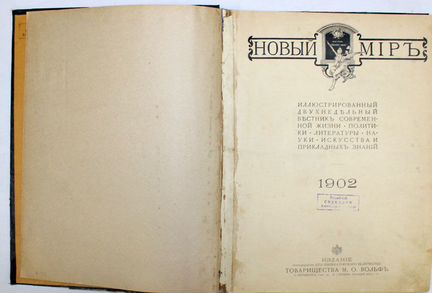 НОВЫЙ МІРЪ
ИЛЛЮСТРИРОВАННЫЙ
ДВУХНЕДѢЛЬНЫЙ
ВѢСТНИКЪ СОВРЕМЕН-
НОЙ ЖИЗНИ · ПОЛИТИ-
КИ · ЛИТЕРАТУРЫ · НА-
УКИ · ИСКУССТВА И
ПРИКЛАДНЫХЪ ЗНАНІЙ
1902
ИЗДАНІЕ
ТОВАРИЩЕСТВА М. О. ВОЛЬФЪ